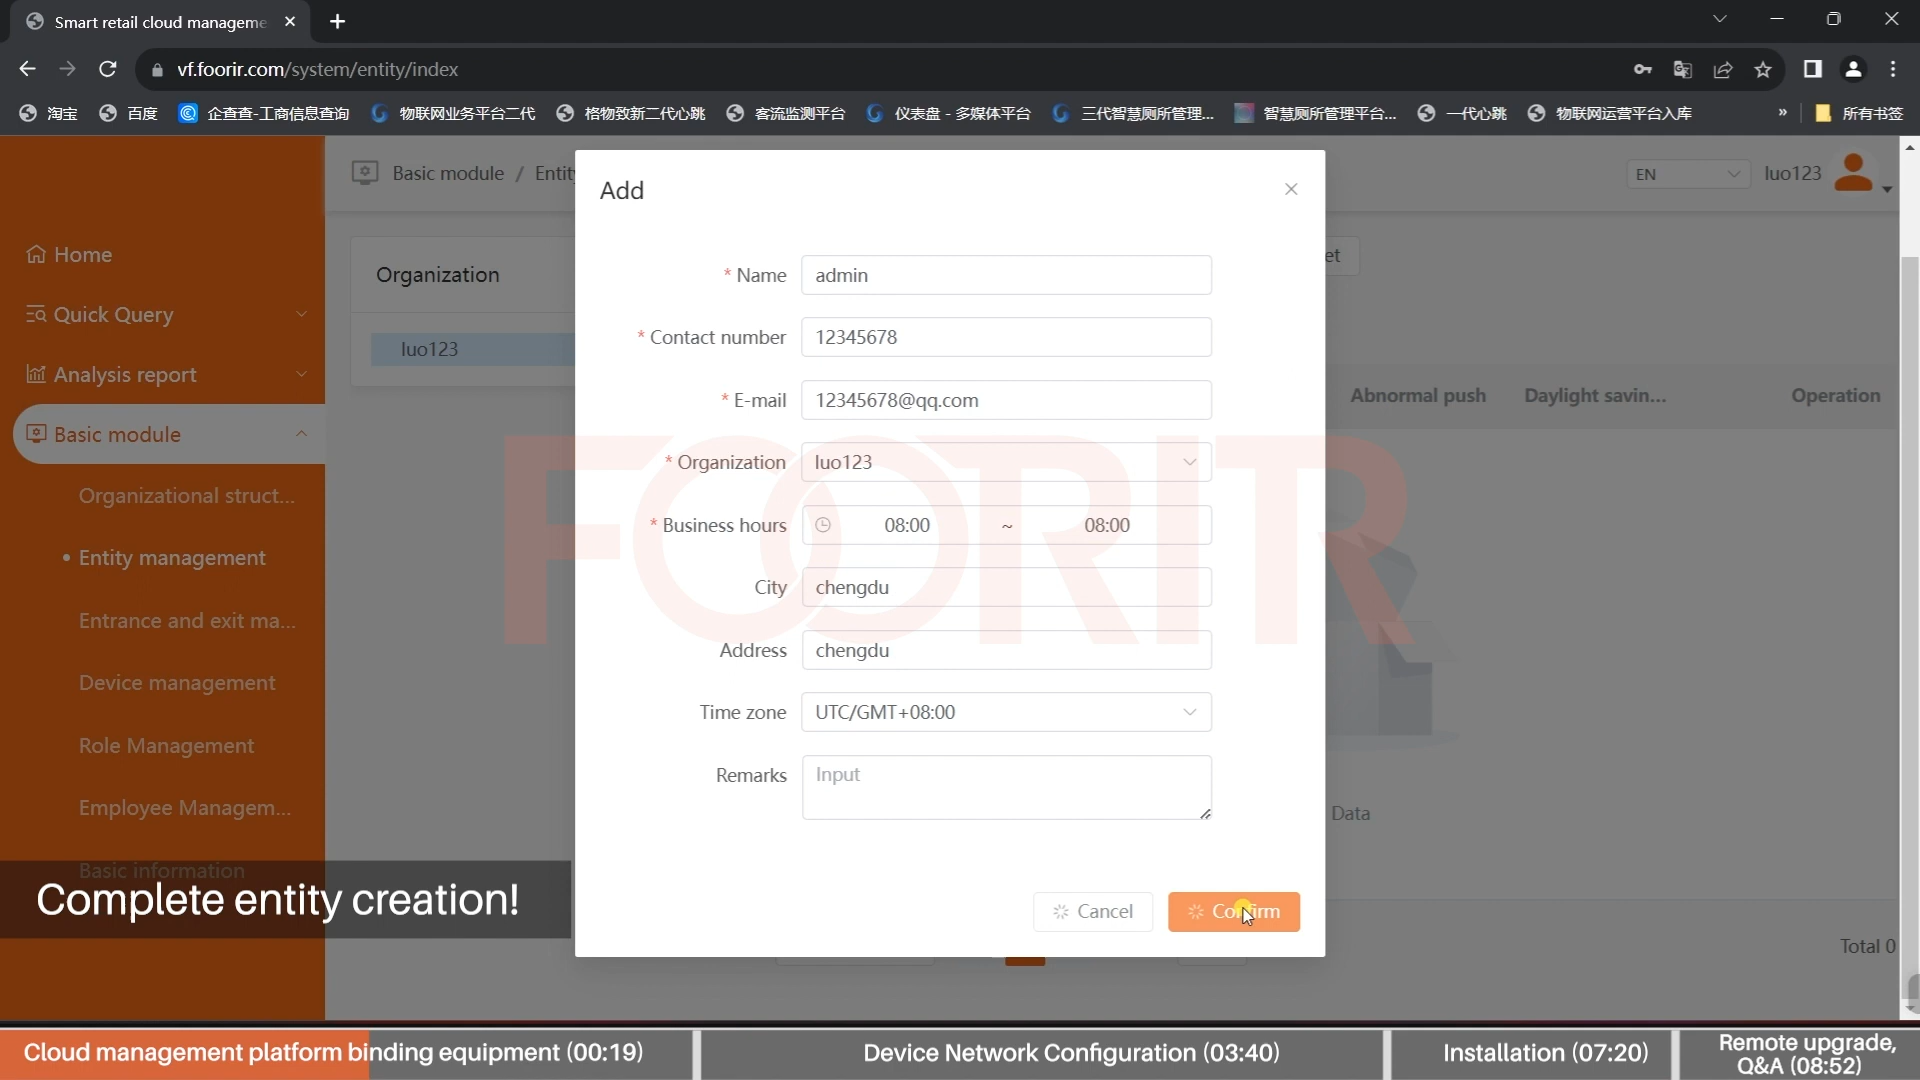 Smart retail cloud manageme
vf.foorir.com/system/entity/index
淘宝
百度
企查查-工商信息查询
物联网业务平台二代
格物致新二代心跳
客流监测平台
仪表盘 - 多媒体平台
三代智慧厕所管理...
智慧厕所管理平台...
一代心跳
物联网运营平台入库
»
所有书签
Basic module / Entity
EN
luo123
Home
Quick Query
Analysis report
Basic module
Organizational struct...
Entity management
Entrance and exit ma...
Device management
Role Management
Employee Managem...
Basic information
Organization
luo123
et
Abnormal push
Daylight savin...
Operation
Data
Total 0
Add
* Name admin
* Contact number 12345678
* E-mail 12345678@qq.com
* Organization luo123
* Business hours 08:00 ~ 08:00
City chengdu
Address chengdu
Time zone UTC/GMT+08:00
Remarks Input
Cancel
Confirm
FOORIR
Complete entity creation!
Cloud management platform binding equipment (00:19)
Device Network Configuration (03:40)
Installation (07:20)
Remote upgrade,
Q&A (08:52)